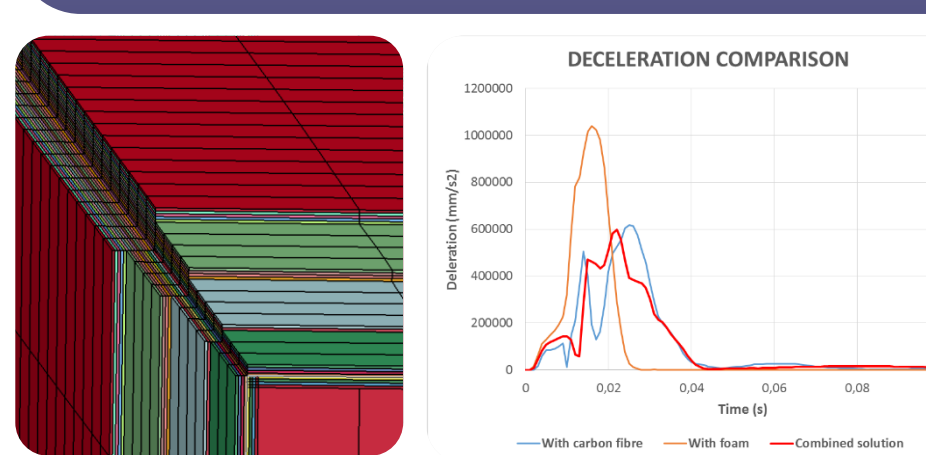 DECELERATION COMPARISON
1200000
1000000
800000
600000
400000
200000
0
Deleration (mm/s2)
0
0,02
0,04
0,06
0,08
Time (s)
With carbon fibre
With foam
Combined solution